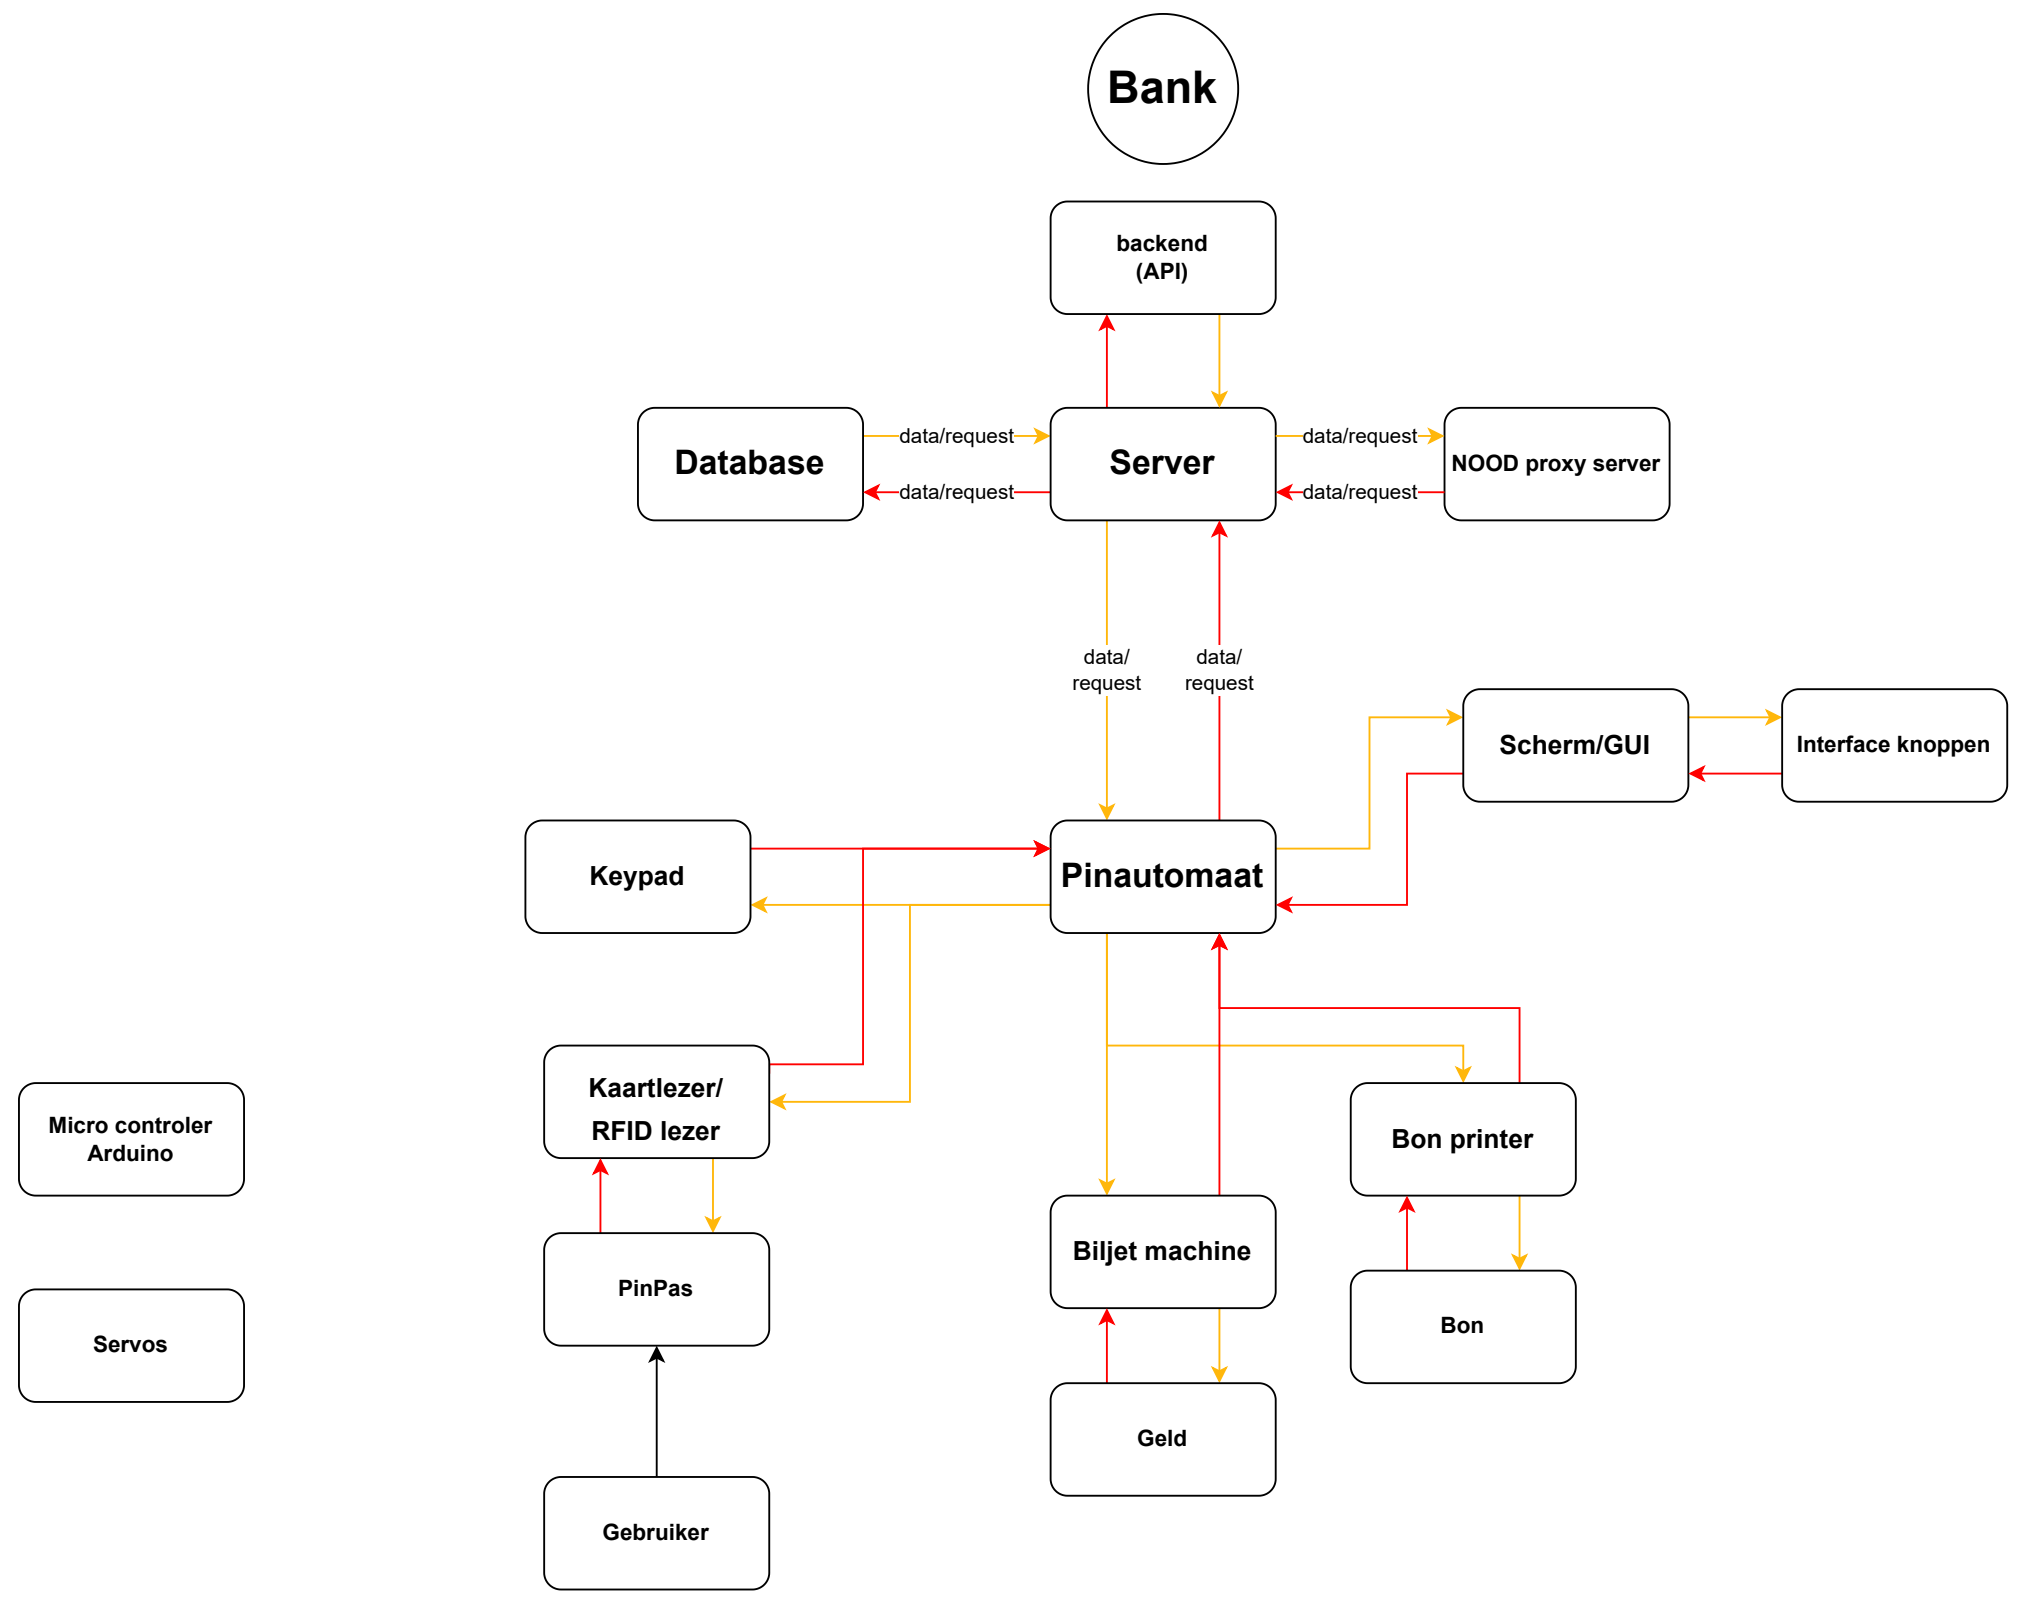 Bank
backend
(API)
data/request
data/request
Database
Server
NOOD proxy server
data/request
data/request
data/
request
data/
request
Scherm/GUI
Interface knoppen
Keypad
Pinautomaat
Kaartlezer/
RFID lezer
Micro controler
Arduino
Bon printer
Biljet machine
PinPas
Servos
Bon
Geld
Gebruiker